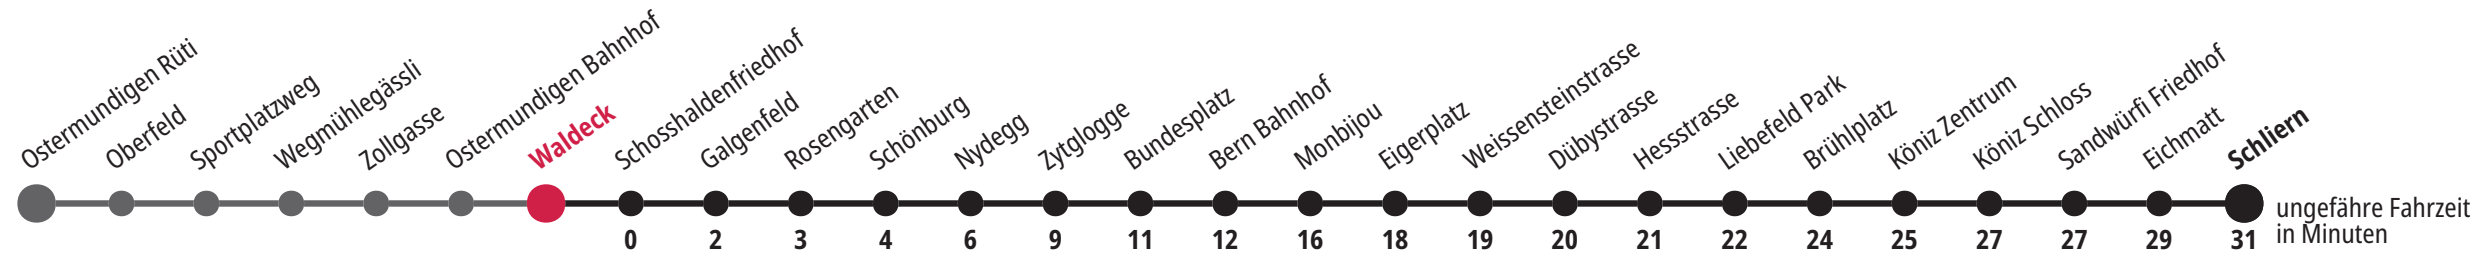 Ostermundigen Rüti
Oberfeld
Sportplatzweg
Wegmühlegässli
Zollgasse
Ostermundigen Bahnhof
Waldeck
Schosshaldenfriedhof
Galgenfeld
Rosengarten
Schönburg
Nydegg
Zytglogge
Bundesplatz
Bern Bahnhof
Monbijou
Eigerplatz
Weissensteinstrasse
Dübystrasse
Hessstrasse
Liebefeld Park
Brühlplatz
Köniz Zentrum
Köniz Schloss
Sandwürfi Friedhof
Eichmatt
Schliern
0 2 3 4 6 9 11 12 16 18 19 20 21 22 24 25 27 27 29 31
ungefähre Fahrzeit
in Minuten